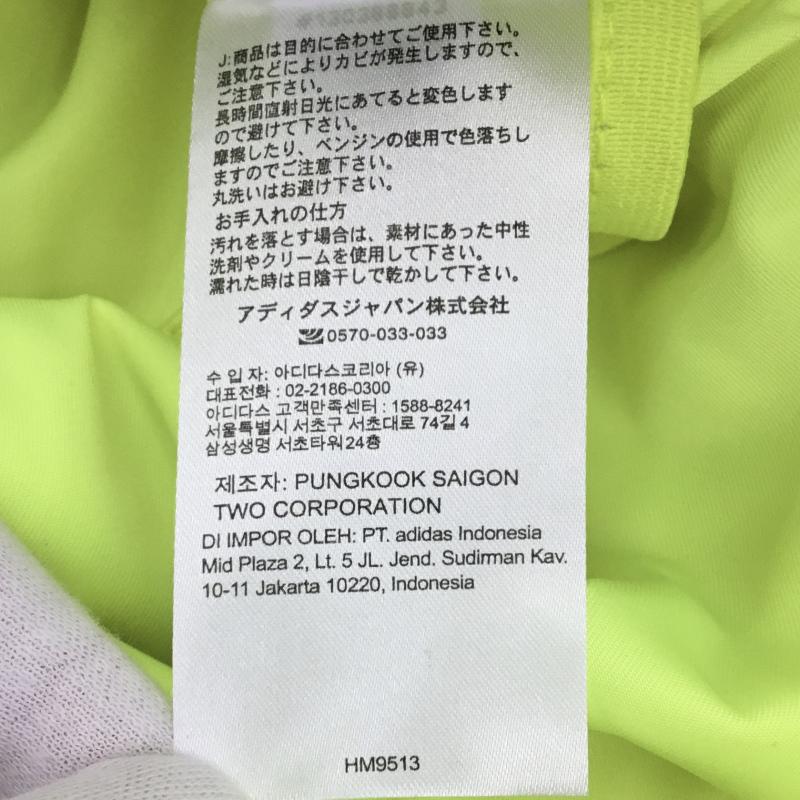 J:商品は目的に合わせてご使用下さい。
湿気などによりカビが発生しますので、
ご注意下さい。
長時間直射日光にあてると変色します
ので避けて下さい。
摩擦したり、ベンジンの使用で色落ちし
ますのでご注意下さい。
丸洗いはお避け下さい。
お手入れの仕方
汚れを落とす場合は、素材にあった中性
洗剤やクリームを使用して下さい。
濡れた時は日陰干しで乾かして下さい。
アディダスジャパン株式会社
0570-033-033
수 입 자: 아디다스코리아 (유)
대표전화 : 02-2186-0300
아디다스 고객만족센터 : 1588-8241
서울특별시 서초구 서초대로 74길 4
삼성생명 서초타워24층
제조자: PUNGKOOK SAIGON
TWO CORPORATION
DI IMPOR OLEH: PT. adidas Indonesia
Mid Plaza 2, Lt. 5 JL. Jend. Sudirman Kav.
10-11 Jakarta 10220, Indonesia
HM9513